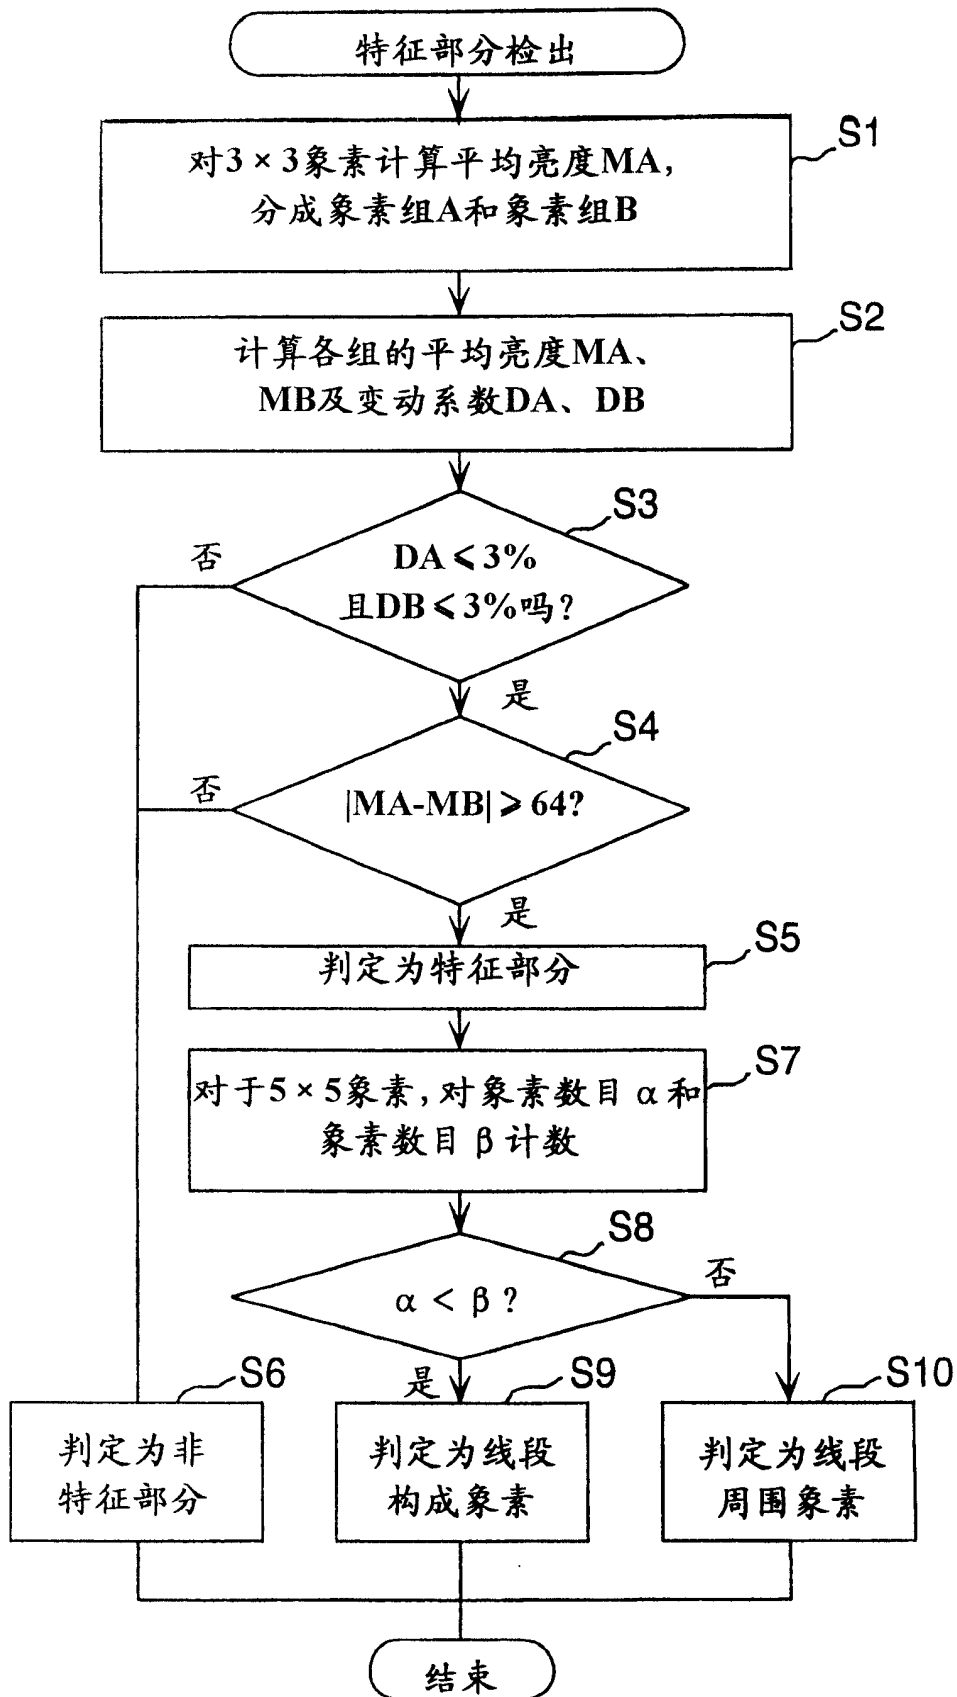 特征部分检出
S1
对3×3象素计算平均亮度MA，
分成象素组A和象素组B
S2
计算各组的平均亮度MA、
MB及变动系数DA、DB
S3
DA⩽3%
且DB⩽3%吗？
否
是
S4
|MA-MB|⩾64?
否
是
S5
判定为特征部分
S7
对于5×5象素，对象素数目α和
象素数目β计数
S8
α＜β？
否
是
S6
判定为非
特征部分
S9
判定为线段
构成象素
S10
判定为线段
周围象素
结束